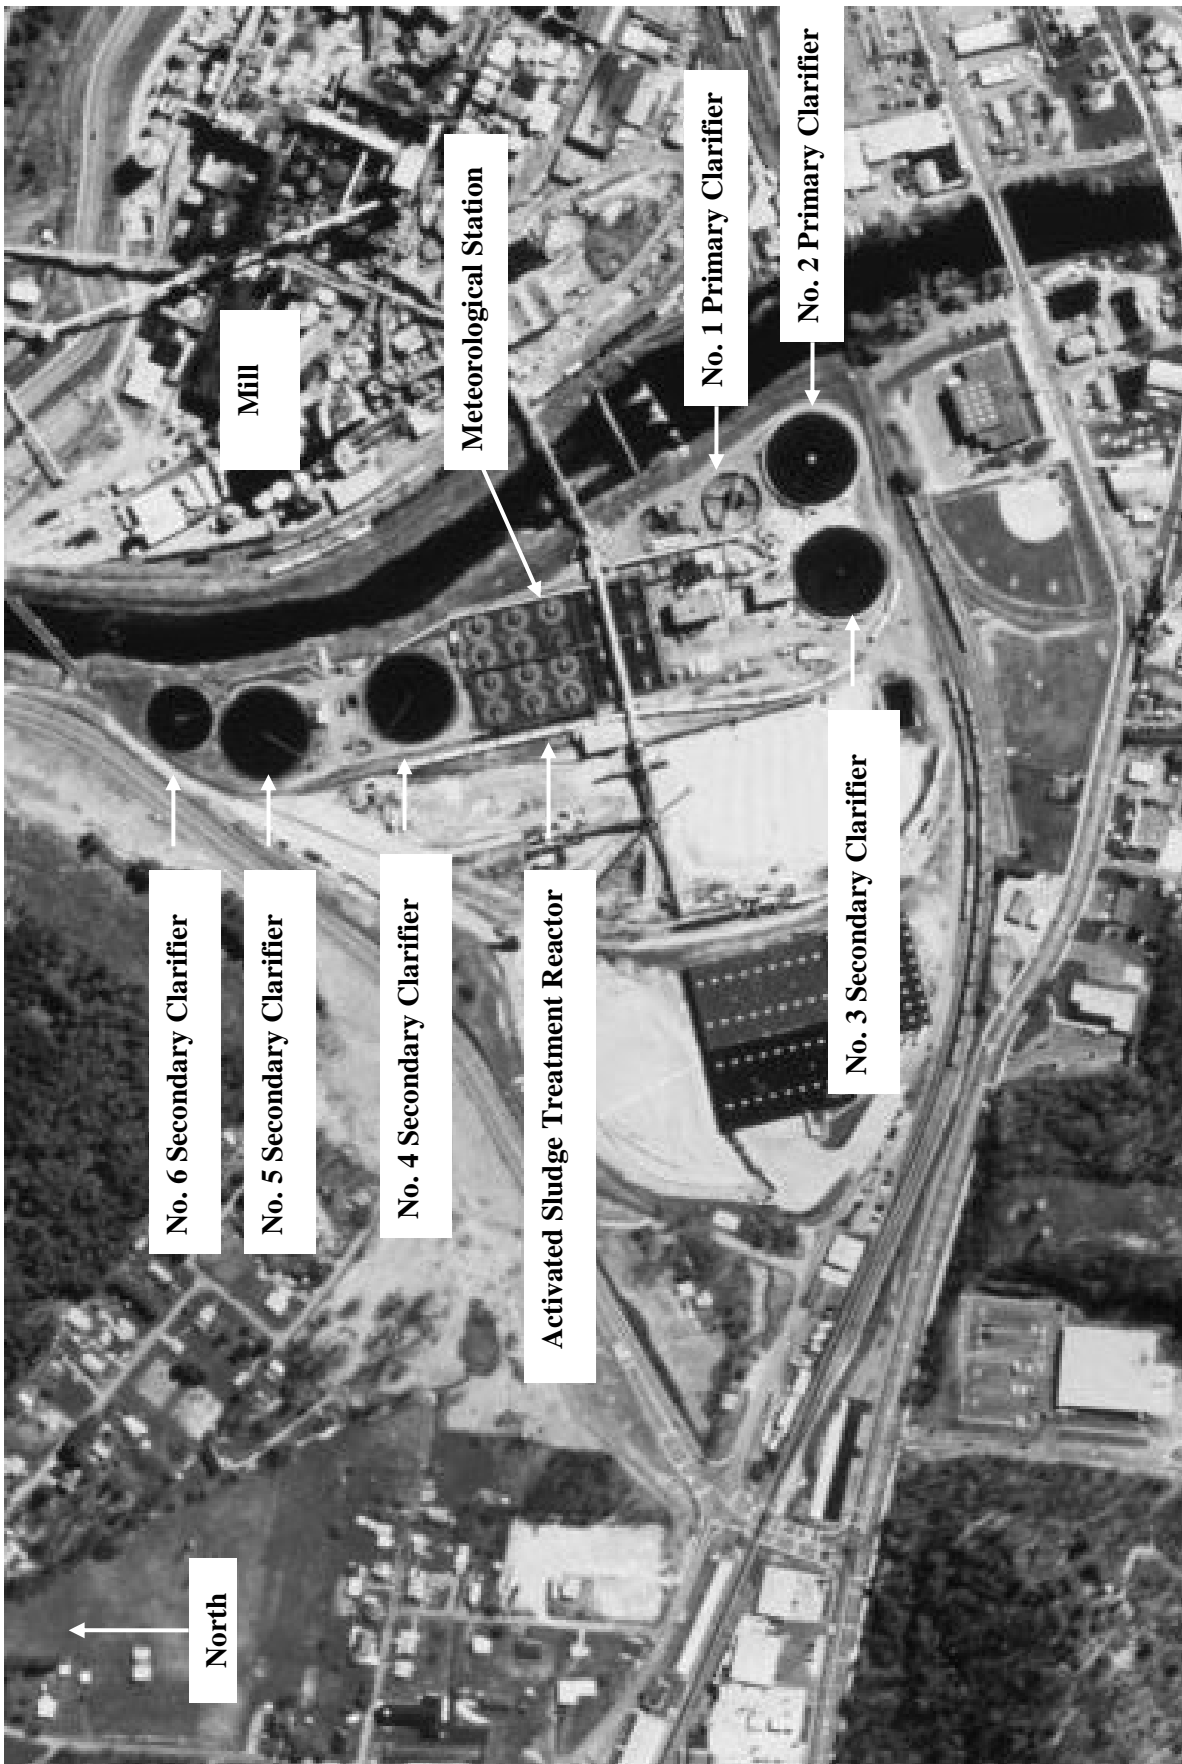 Mill
Meteorological Station
No. 1 Primary Clarifier
No. 2 Primary Clarifier
No. 6 Secondary Clarifier
No. 5 Secondary Clarifier
No. 4 Secondary Clarifier
Activated Sludge Treatment Reactor
No. 3 Secondary Clarifier
North